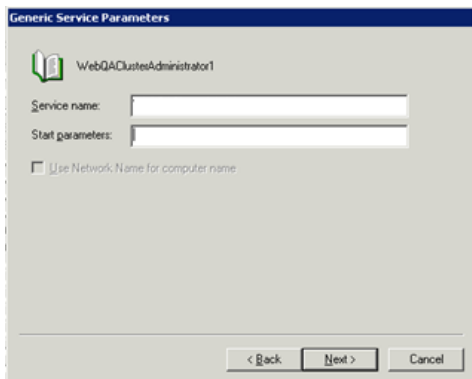 Generic Service Parameters
WebQAClusterAdministrator1
Service name:
Start parameters:
Use Network Name for computer name
< Back
Next >
Cancel